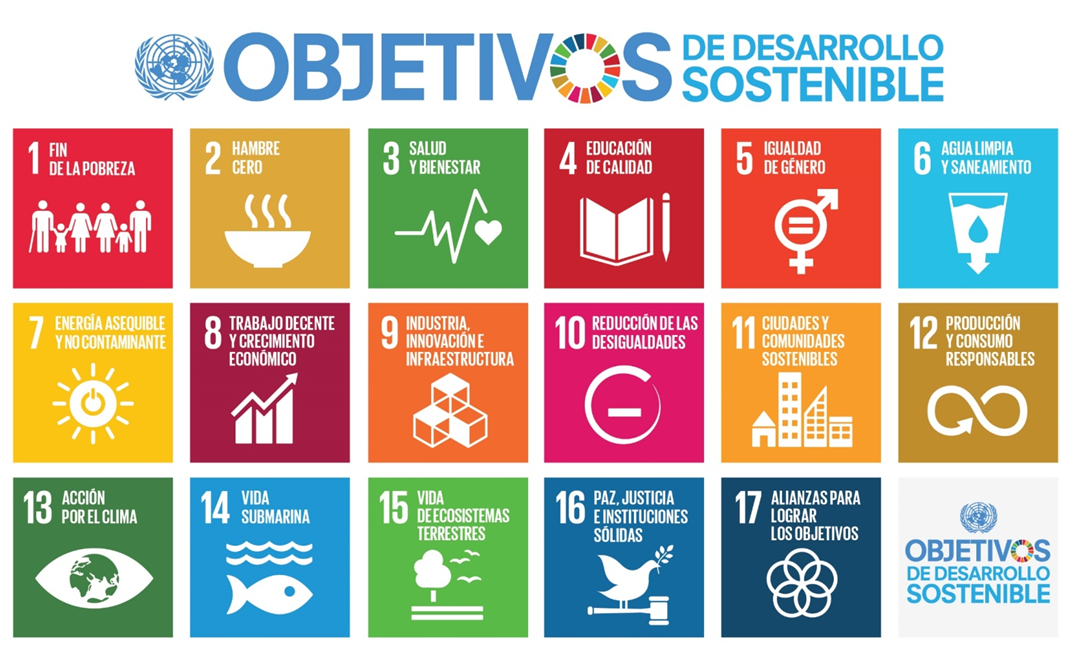 OBJETIVOS
DE DESARROLLO
SOSTENIBLE
1 FIN
DE LA POBREZA
2 HAMBRE
CERO
3 SALUD
Y BIENESTAR
4 EDUCACIÓN
DE CALIDAD
5 IGUALDAD
DE GÉNERO
6 AGUA LIMPIA
Y SANEAMIENTO
7 ENERGÍA ASEQUIBLE
Y NO CONTAMINANTE
8 TRABAJO DECENTE
Y CRECIMIENTO
ECONÓMICO
9 INDUSTRIA,
INNOVACIÓN E
INFRAESTRUCTURA
10 REDUCCIÓN DE LAS
DESIGUALDADES
11 CIUDADES Y
COMUNIDADES
SOSTENIBLES
12 PRODUCCIÓN
Y CONSUMO
RESPONSABLES
13 ACCIÓN
POR EL CLIMA
14 VIDA
SUBMARINA
15 VIDA
DE ECOSISTEMAS
TERRESTRES
16 PAZ, JUSTICIA
E INSTITUCIONES
SÓLIDAS
17 ALIANZAS PARA
LOGRAR
LOS OBJETIVOS
OBJETIVOS
DE DESARROLLO
SOSTENIBLE